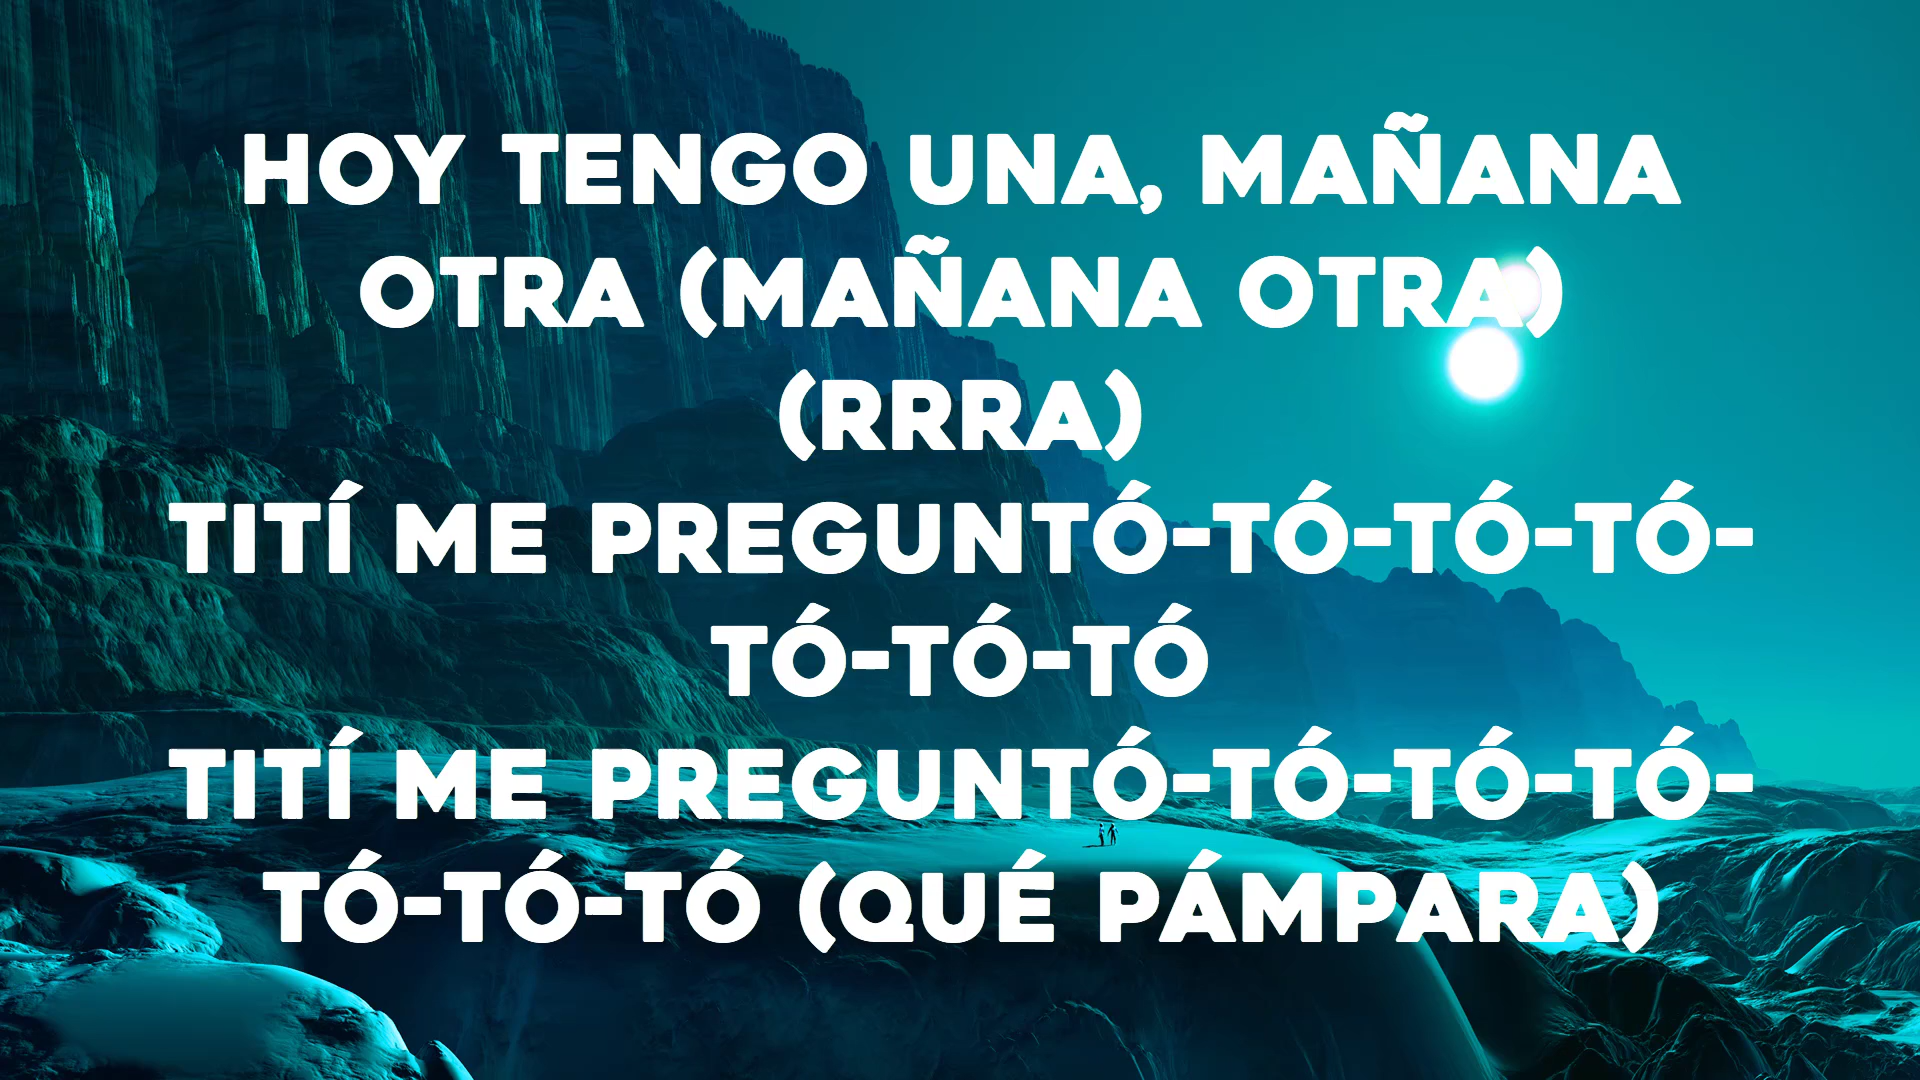 HOY TENGO UNA, MAÑANA
OTRA (MAÑANA OTRA)
(RRRA)
TITÍ ME PREGUNTÓ-TÓ-TÓ-TÓ-
TÓ-TÓ-TÓ
TITÍ ME PREGUNTÓ-TÓ-TÓ-TÓ-
TÓ-TÓ-TÓ (QUÉ PÁMPARA)